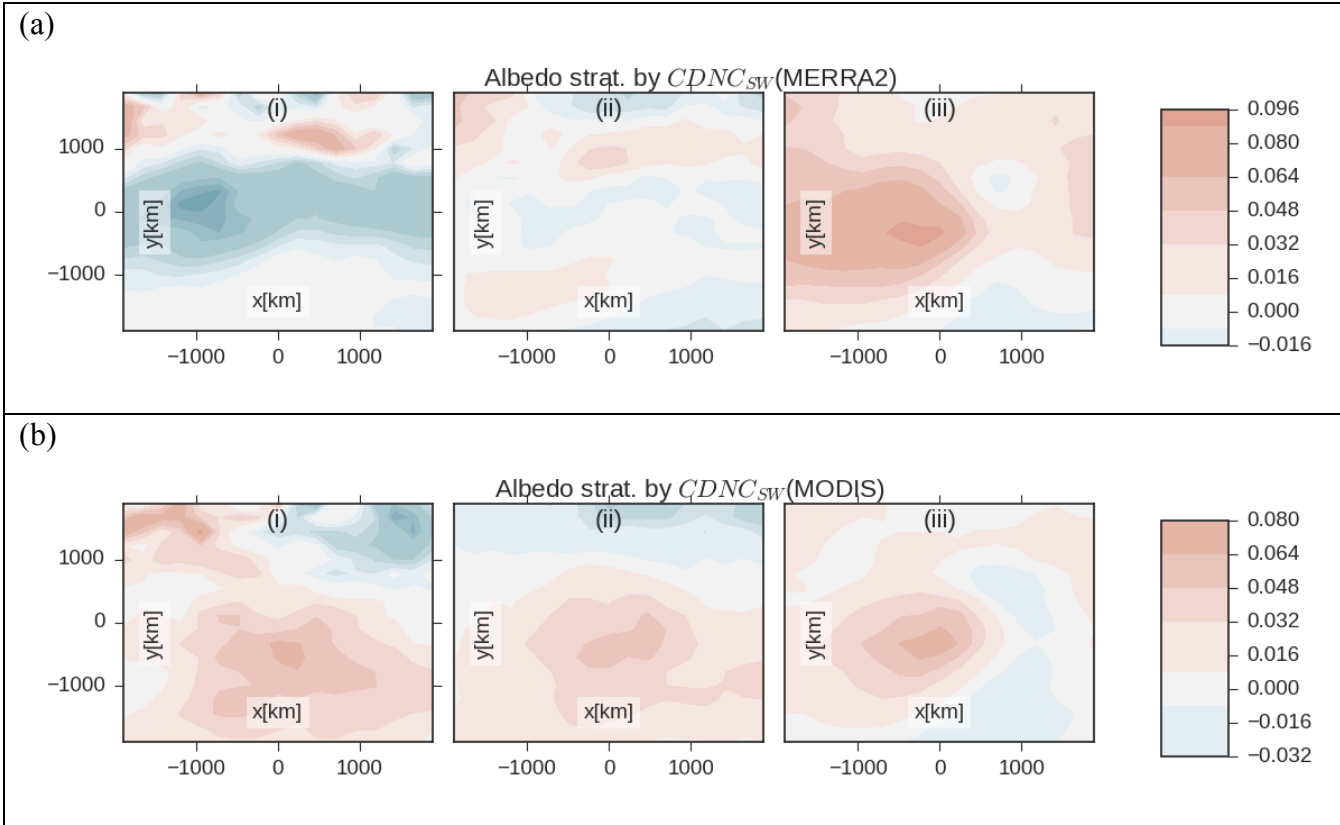 (a)
Albedo strat. by CDNC_SW(MERRA2)
(i)
(ii)
(iii)
1000
0
−1000
y[km]
y[km]
y[km]
x[km]
x[km]
x[km]
−1000 0 1000
−1000 0 1000
−1000 0 1000
0.096
0.080
0.064
0.048
0.032
0.016
0.000
−0.016
(b)
Albedo strat. by CDNC_SW(MODIS)
(i)
(ii)
(iii)
1000
0
−1000
y[km]
y[km]
y[km]
x[km]
x[km]
x[km]
−1000 0 1000
−1000 0 1000
−1000 0 1000
0.080
0.064
0.048
0.032
0.016
0.000
−0.016
−0.032